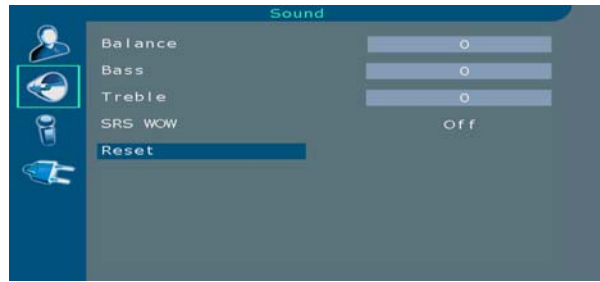 Sound
Balance 0
Bass 0
Treble 0
SRS WOW Off
Reset